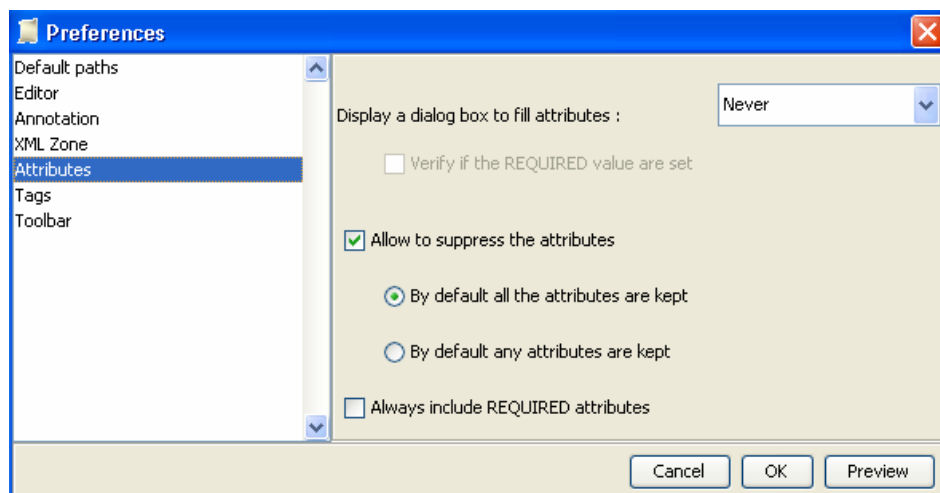 Preferences
Default paths
Editor
Annotation
XML Zone
Attributes
Tags
Toolbar
Display a dialog box to fill attributes :
Never
Verify if the REQUIRED value are set
Allow to suppress the attributes
By default all the attributes are kept
By default any attributes are kept
Always include REQUIRED attributes
Cancel
OK
Preview